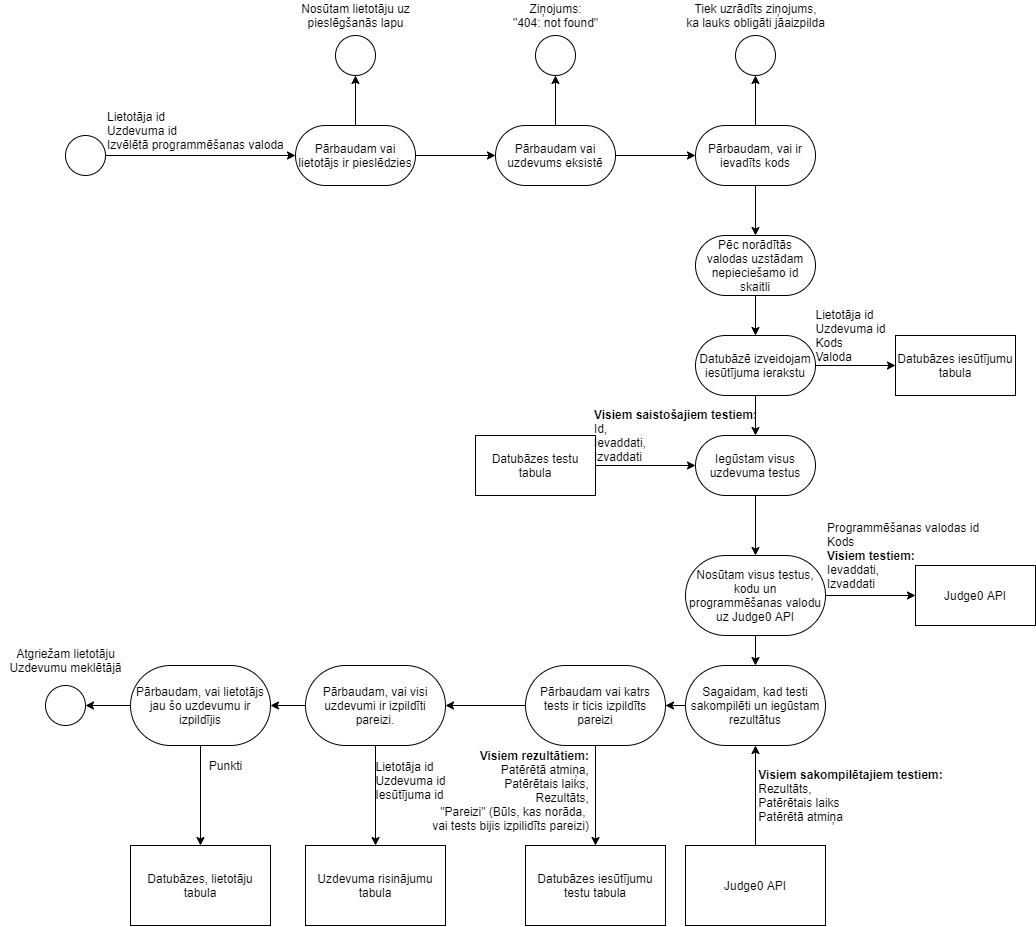 Nosūtam lietotāju uz
pieslēgšanās lapu
Ziņojums:
"404: not found"
Tiek uzrādīts ziņojums,
ka lauks obligāti jāaizpilda
Lietotāja id
Uzdevuma id
Izvēlētā programmēšanas valoda
Pārbaudam vai
lietotājs ir pieslēdzies
Pārbaudam vai
uzdevums eksistē
Pārbaudam, vai ir
ievadīts kods
Pēc norādītās
valodas uzstādam
nepieciešamo id
skaitli
Datubāzē izveidojam
iesūtījuma ierakstu
Lietotāja id
Uzdevuma id
Kods
Valoda
Datubāzes iesūtījumu
tabula
Visiem saistošajiem testiem:
Id,
Ievaddati,
Izvaddati
Datubāzes testu
tabula
Iegūstam visus
uzdevuma testus
Nosūtam visus testus,
kodu un
programmēšanas valodu
uz Judge0 API
Programmēšanas valodas id
Kods
Visiem testiem:
Ievaddati,
Izvaddati
Judge0 API
Atgriežam lietotāju
Uzdevumu meklētājā
Pārbaudam, vai lietotājs
jau šo uzdevumu ir
izpildījis
Pārbaudam, vai visi
uzdevumi ir izpildīti
pareizi.
Pārbaudam vai katrs
tests ir ticis izpildīts
pareizi
Sagaidam, kad testi
sakompilēti un iegūstam
rezultātus
Punkti
Lietotāja id
Uzdevuma id
Iesūtījuma id
Visiem rezultātiem:
Patērētā atmiņa,
Patērētais laiks,
Rezultāts,
"Pareizi" (Būls, kas norāda,
vai tests bijis izpilidīts pareizi)
Visiem sakompilētajiem testiem:
Rezultāts,
Patērētais laiks
Patērētā atmiņa
Datubāzes, lietotāju
tabula
Uzdevuma risinājumu
tabula
Datubāzes iesūtījumu
testu tabula
Judge0 API